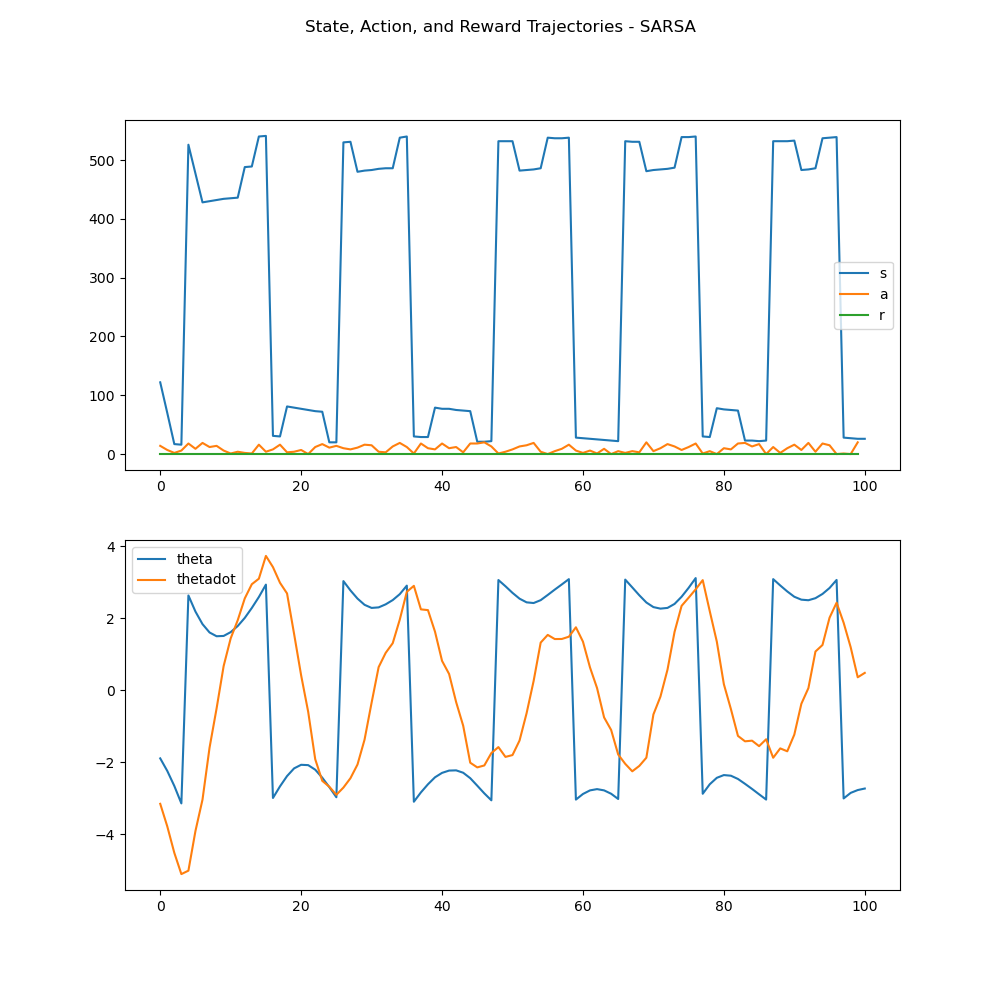 State, Action, and Reward Trajectories - SARSA
500
400
300
200
100
0
s
a
r
0 20 40 60 80 100
4
2
0
−2
−4
theta
thetadot
0 20 40 60 80 100